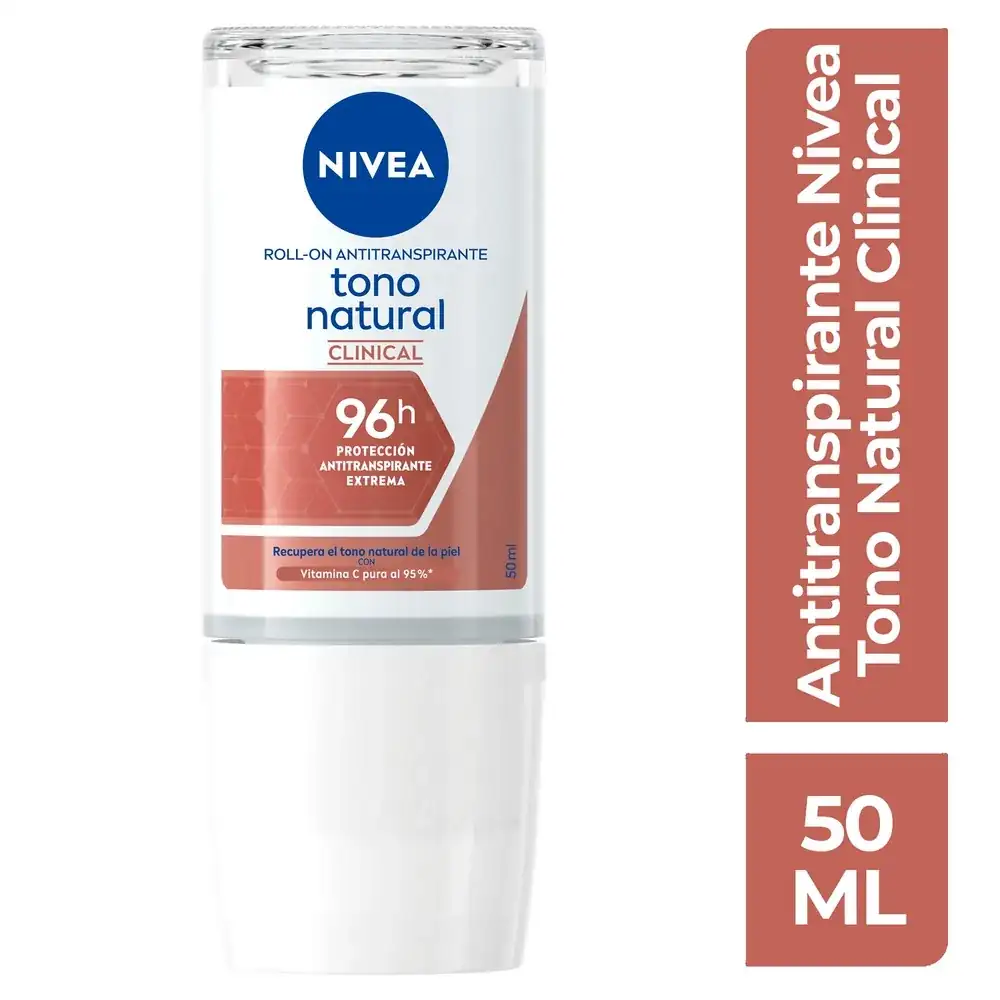 NIVEA
ROLL-ON ANTITRANSPIRANTE
tono
natural
CLINICAL
96h
PROTECCIÓN
ANTITRANSPIRANTE
EXTREMA
Recupera el tono natural de la piel
CON
Vitamina C pura al 95%*
50 ml
Antitranspirante Nivea
Tono Natural Clinical
50
ML